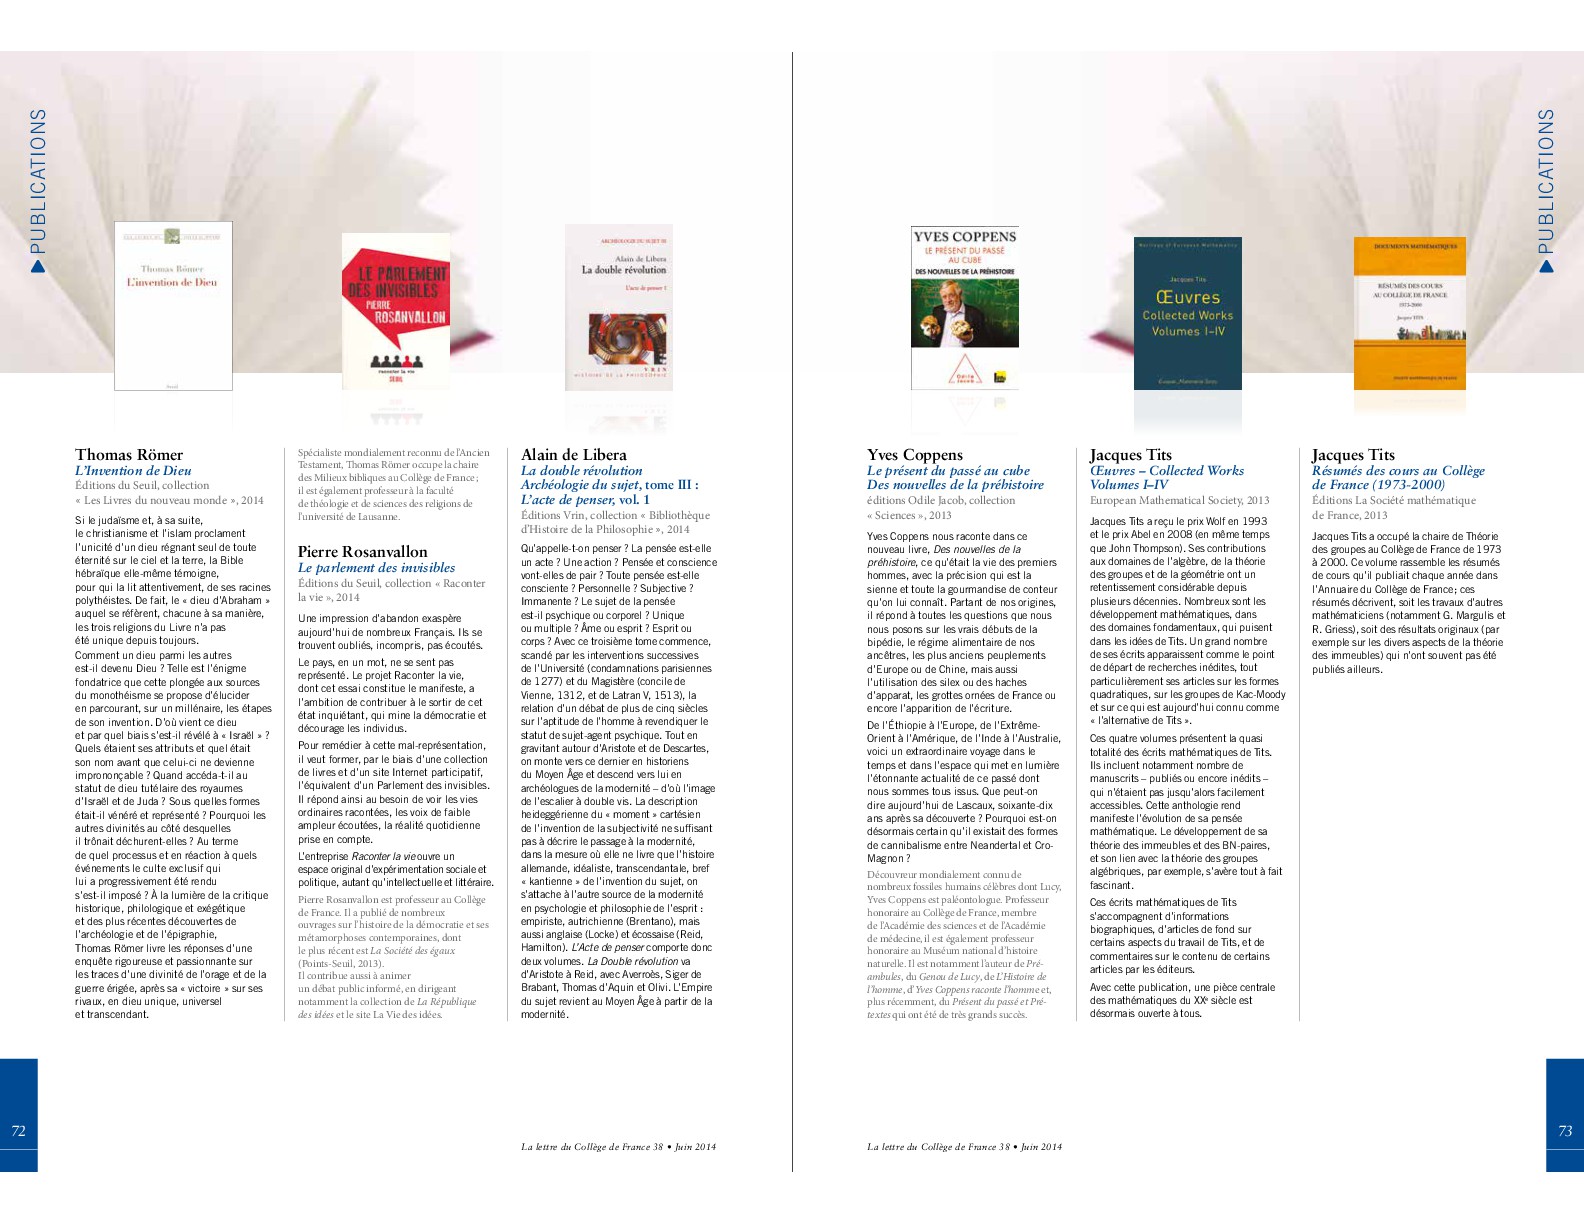 PUBLICATIONS
Thomas Römer
L'invention de Dieu
Seuil
LE PARLEMENT
DES INVISIBLES
PIERRE
ROSANVALLON
raconter la vie
SEUIL
ARCHÉOLOGIE DU SUJET III
Alain de Libera
La double révolution
L'acte de penser I
VRIN
HISTOIRE DE LA PHILOSOPHIE
Thomas Römer
L'Invention de Dieu
Éditions du Seuil, collection
« Les Livres du nouveau monde », 2014
Si le judaïsme et, à sa suite,
le christianisme et l'islam proclament
l'unicité d'un dieu régnant seul de toute
éternité sur le ciel et la terre, la Bible
hébraïque elle-même témoigne,
pour qui la lit attentivement, de ses racines
polythéistes. De fait, le « dieu d'Abraham »
auquel se réfèrent, chacune à sa manière,
les trois religions du Livre n'a pas
été unique depuis toujours.
Comment un dieu parmi les autres
est-il devenu Dieu ? Telle est l'énigme
fondatrice que cette plongée aux sources
du monothéisme se propose d'élucider
en parcourant, sur un millénaire, les étapes
de son invention. D'où vient ce dieu
et par quel biais s'est-il révélé à « Israël » ?
Quels étaient ses attributs et quel était
son nom avant que celui-ci ne devienne
imprononçable ? Quand accéda-t-il au
statut de dieu tutélaire des royaumes
d'Israël et de Juda ? Sous quelles formes
était-il vénéré et représenté ? Pourquoi les
autres divinités au côté desquelles
il trônait déchurent-elles ? Au terme
de quel processus et en réaction à quels
événements le culte exclusif qui
lui a progressivement été rendu
s'est-il imposé ? À la lumière de la critique
historique, philologique et exégétique
et des plus récentes découvertes de
l'archéologie et de l'épigraphie,
Thomas Römer livre les réponses d'une
enquête rigoureuse et passionnante sur
les traces d'une divinité de l'orage et de la
guerre érigée, après sa « victoire » sur ses
rivaux, en dieu unique, universel
et transcendant.
Spécialiste mondialement reconnu de l'Ancien
Testament, Thomas Römer occupe la chaire
des Milieux bibliques au Collège de France ;
il est également professeur à la faculté
de théologie et de sciences des religions de
l'université de Lausanne.
Pierre Rosanvallon
Le parlement des invisibles
Éditions du Seuil, collection « Raconter
la vie », 2014
Une impression d'abandon exaspère
aujourd'hui de nombreux Français. Ils se
trouvent oubliés, incompris, pas écoutés.
Le pays, en un mot, ne se sent pas
représenté. Le projet Raconter la vie,
dont cet essai constitue le manifeste, a
l'ambition de contribuer à le sortir de cet
état inquiétant, qui mine la démocratie et
décourage les individus.
Pour remédier à cette mal-représentation,
il veut former, par le biais d'une collection
de livres et d'un site Internet participatif,
l'équivalent d'un Parlement des invisibles.
Il répond ainsi au besoin de voir les vies
ordinaires racontées, les voix de faible
ampleur écoutées, la réalité quotidienne
prise en compte.
L'entreprise Raconter la vie ouvre un
espace original d'expérimentation sociale et
politique, autant qu'intellectuelle et littéraire.
Pierre Rosanvallon est professeur au Collège
de France. Il a publié de nombreux
ouvrages sur l'histoire de la démocratie et ses
métamorphoses contemporaines, dont
le plus récent est La Société des égaux
(Points-Seuil, 2013).
Il contribue aussi à animer
un débat public informé, en dirigeant
notamment la collection de La République
des idées et le site La Vie des idées.
Alain de Libera
La double révolution
Archéologie du sujet, tome III :
L'acte de penser, vol. 1
Éditions Vrin, collection « Bibliothèque
d'Histoire de la Philosophie », 2014
Qu'appelle-t-on penser ? La pensée est-elle
un acte ? Une action ? Pensée et conscience
vont-elles de pair ? Toute pensée est-elle
consciente ? Personnelle ? Subjective ?
Immanente ? Le sujet de la pensée
est-il psychique ou corporel ? Unique
ou multiple ? Âme ou esprit ? Esprit ou
corps ? Avec ce troisième tome commence,
scandé par les interventions successives
de l'Université (condamnations parisiennes
de 1277) et du Magistère (concile de
Vienne, 1312, et de Latran V, 1513), la
relation d'un débat de plus de cinq siècles
sur l'aptitude de l'homme à revendiquer le
statut de sujet-agent psychique. Tout en
gravitant autour d'Aristote et de Descartes,
on monte vers ce dernier en historiens
du Moyen Âge et descend vers lui en
archéologues de la modernité – d'où l'image
de l'escalier à double vis. La description
heideggérienne du « moment » cartésien
de l'invention de la subjectivité ne suffisant
pas à décrire le passage à la modernité,
dans la mesure où elle ne livre que l'histoire
allemande, idéaliste, transcendantale, bref
« kantienne » de l'invention du sujet, on
s'attache à l'autre source de la modernité
en psychologie et philosophie de l'esprit :
empiriste, autrichienne (Brentano), mais
aussi anglaise (Locke) et écossaise (Reid,
Hamilton). L'Acte de penser comporte donc
deux volumes. La Double révolution va
d'Aristote à Reid, avec Averroès, Siger de
Brabant, Thomas d'Aquin et Olivi. L'Empire
du sujet revient au Moyen Âge à partir de la
modernité.
72
La lettre du Collège de France 38 • Juin 2014
PUBLICATIONS
YVES COPPENS
LE PRÉSENT DU PASSÉ
AU CUBE
DES NOUVELLES DE LA PRÉHISTOIRE
Odile
Jacob
Heritage of European Mathematics
Jacques Tits
Œuvres
Collected Works
Volumes I–IV
DOCUMENTS MATHÉMATIQUES
RÉSUMÉS DES COURS
AU COLLÈGE DE FRANCE
1973-2000
Jacques TITS
SOCIÉTÉ MATHÉMATIQUE DE FRANCE
Yves Coppens
Le présent du passé au cube
Des nouvelles de la préhistoire
éditions Odile Jacob, collection
« Sciences », 2013
Yves Coppens nous raconte dans ce
nouveau livre, Des nouvelles de la
préhistoire, ce qu'était la vie des premiers
hommes, avec la précision qui est la
sienne et toute la gourmandise de conteur
qu'on lui connaît. Partant de nos origines,
il répond à toutes les questions que nous
nous posons sur les vrais débuts de la
bipédie, le régime alimentaire de nos
ancêtres, les plus anciens peuplements
d'Europe ou de Chine, mais aussi
l'utilisation des silex ou des haches
d'apparat, les grottes ornées de France ou
encore l'apparition de l'écriture.
De l'Éthiopie à l'Europe, de l'Extrême-
Orient à l'Amérique, de l'Inde à l'Australie,
voici un extraordinaire voyage dans le
temps et dans l'espace qui met en lumière
l'étonnante actualité de ce passé dont
nous sommes tous issus. Que peut-on
dire aujourd'hui de Lascaux, soixante-dix
ans après sa découverte ? Pourquoi est-on
désormais certain qu'il existait des formes
de cannibalisme entre Neandertal et Cro-
Magnon ?
Découvreur mondialement connu de
nombreux fossiles humains célèbres dont Lucy,
Yves Coppens est paléontologue. Professeur
honoraire au Collège de France, membre
de l'Académie des sciences et de l'Académie
de médecine, il est également professeur
honoraire au Muséum national d'histoire
naturelle. Il est notamment l'auteur de Pré-
ambules, du Genou de Lucy, de L'Histoire de
l'homme, d'Yves Coppens raconte l'homme et,
plus récemment, du Présent du passé et Pré-
textes qui ont été de très grands succès.
Jacques Tits
Œuvres – Collected Works
Volumes I–IV
European Mathematical Society, 2013
Jacques Tits a reçu le prix Wolf en 1993
et le prix Abel en 2008 (en même temps
que John Thompson). Ses contributions
aux domaines de l'algèbre, de la théorie
des groupes et de la géométrie ont un
retentissement considérable depuis
plusieurs décennies. Nombreux sont les
développement mathématiques, dans
des domaines fondamentaux, qui puisent
dans les idées de Tits. Un grand nombre
de ses écrits apparaissent comme le point
de départ de recherches inédites, tout
particulièrement ses articles sur les formes
quadratiques, sur les groupes de Kac-Moody
et sur ce qui est aujourd'hui connu comme
« l'alternative de Tits ».
Ces quatre volumes présentent la quasi
totalité des écrits mathématiques de Tits.
Ils incluent notamment nombre de
manuscrits – publiés ou encore inédits –
qui n'étaient pas jusqu'alors facilement
accessibles. Cette anthologie rend
manifeste l'évolution de sa pensée
mathématique. Le développement de sa
théorie des immeubles et des BN-paires,
et son lien avec la théorie des groupes
algébriques, par exemple, s'avère tout à fait
fascinant.
Ces écrits mathématiques de Tits
s'accompagnent d'informations
biographiques, d'articles de fond sur
certains aspects du travail de Tits, et de
commentaires sur le contenu de certains
articles par les éditeurs.
Avec cette publication, une pièce centrale
des mathématiques du XXᵉ siècle est
désormais ouverte à tous.
Jacques Tits
Résumés des cours au Collège
de France (1973-2000)
Éditions La Société mathématique
de France, 2013
Jacques Tits a occupé la chaire de Théorie
des groupes au Collège de France de 1973
à 2000. Ce volume rassemble les résumés
de cours qu'il publiait chaque année dans
l'Annuaire du Collège de France ; ces
résumés décrivent, soit les travaux d'autres
mathématiciens (notamment G. Margulis et
R. Griess), soit des résultats originaux (par
exemple sur les divers aspects de la théorie
des immeubles) qui n'ont souvent pas été
publiés ailleurs.
La lettre du Collège de France 38 • Juin 2014
73